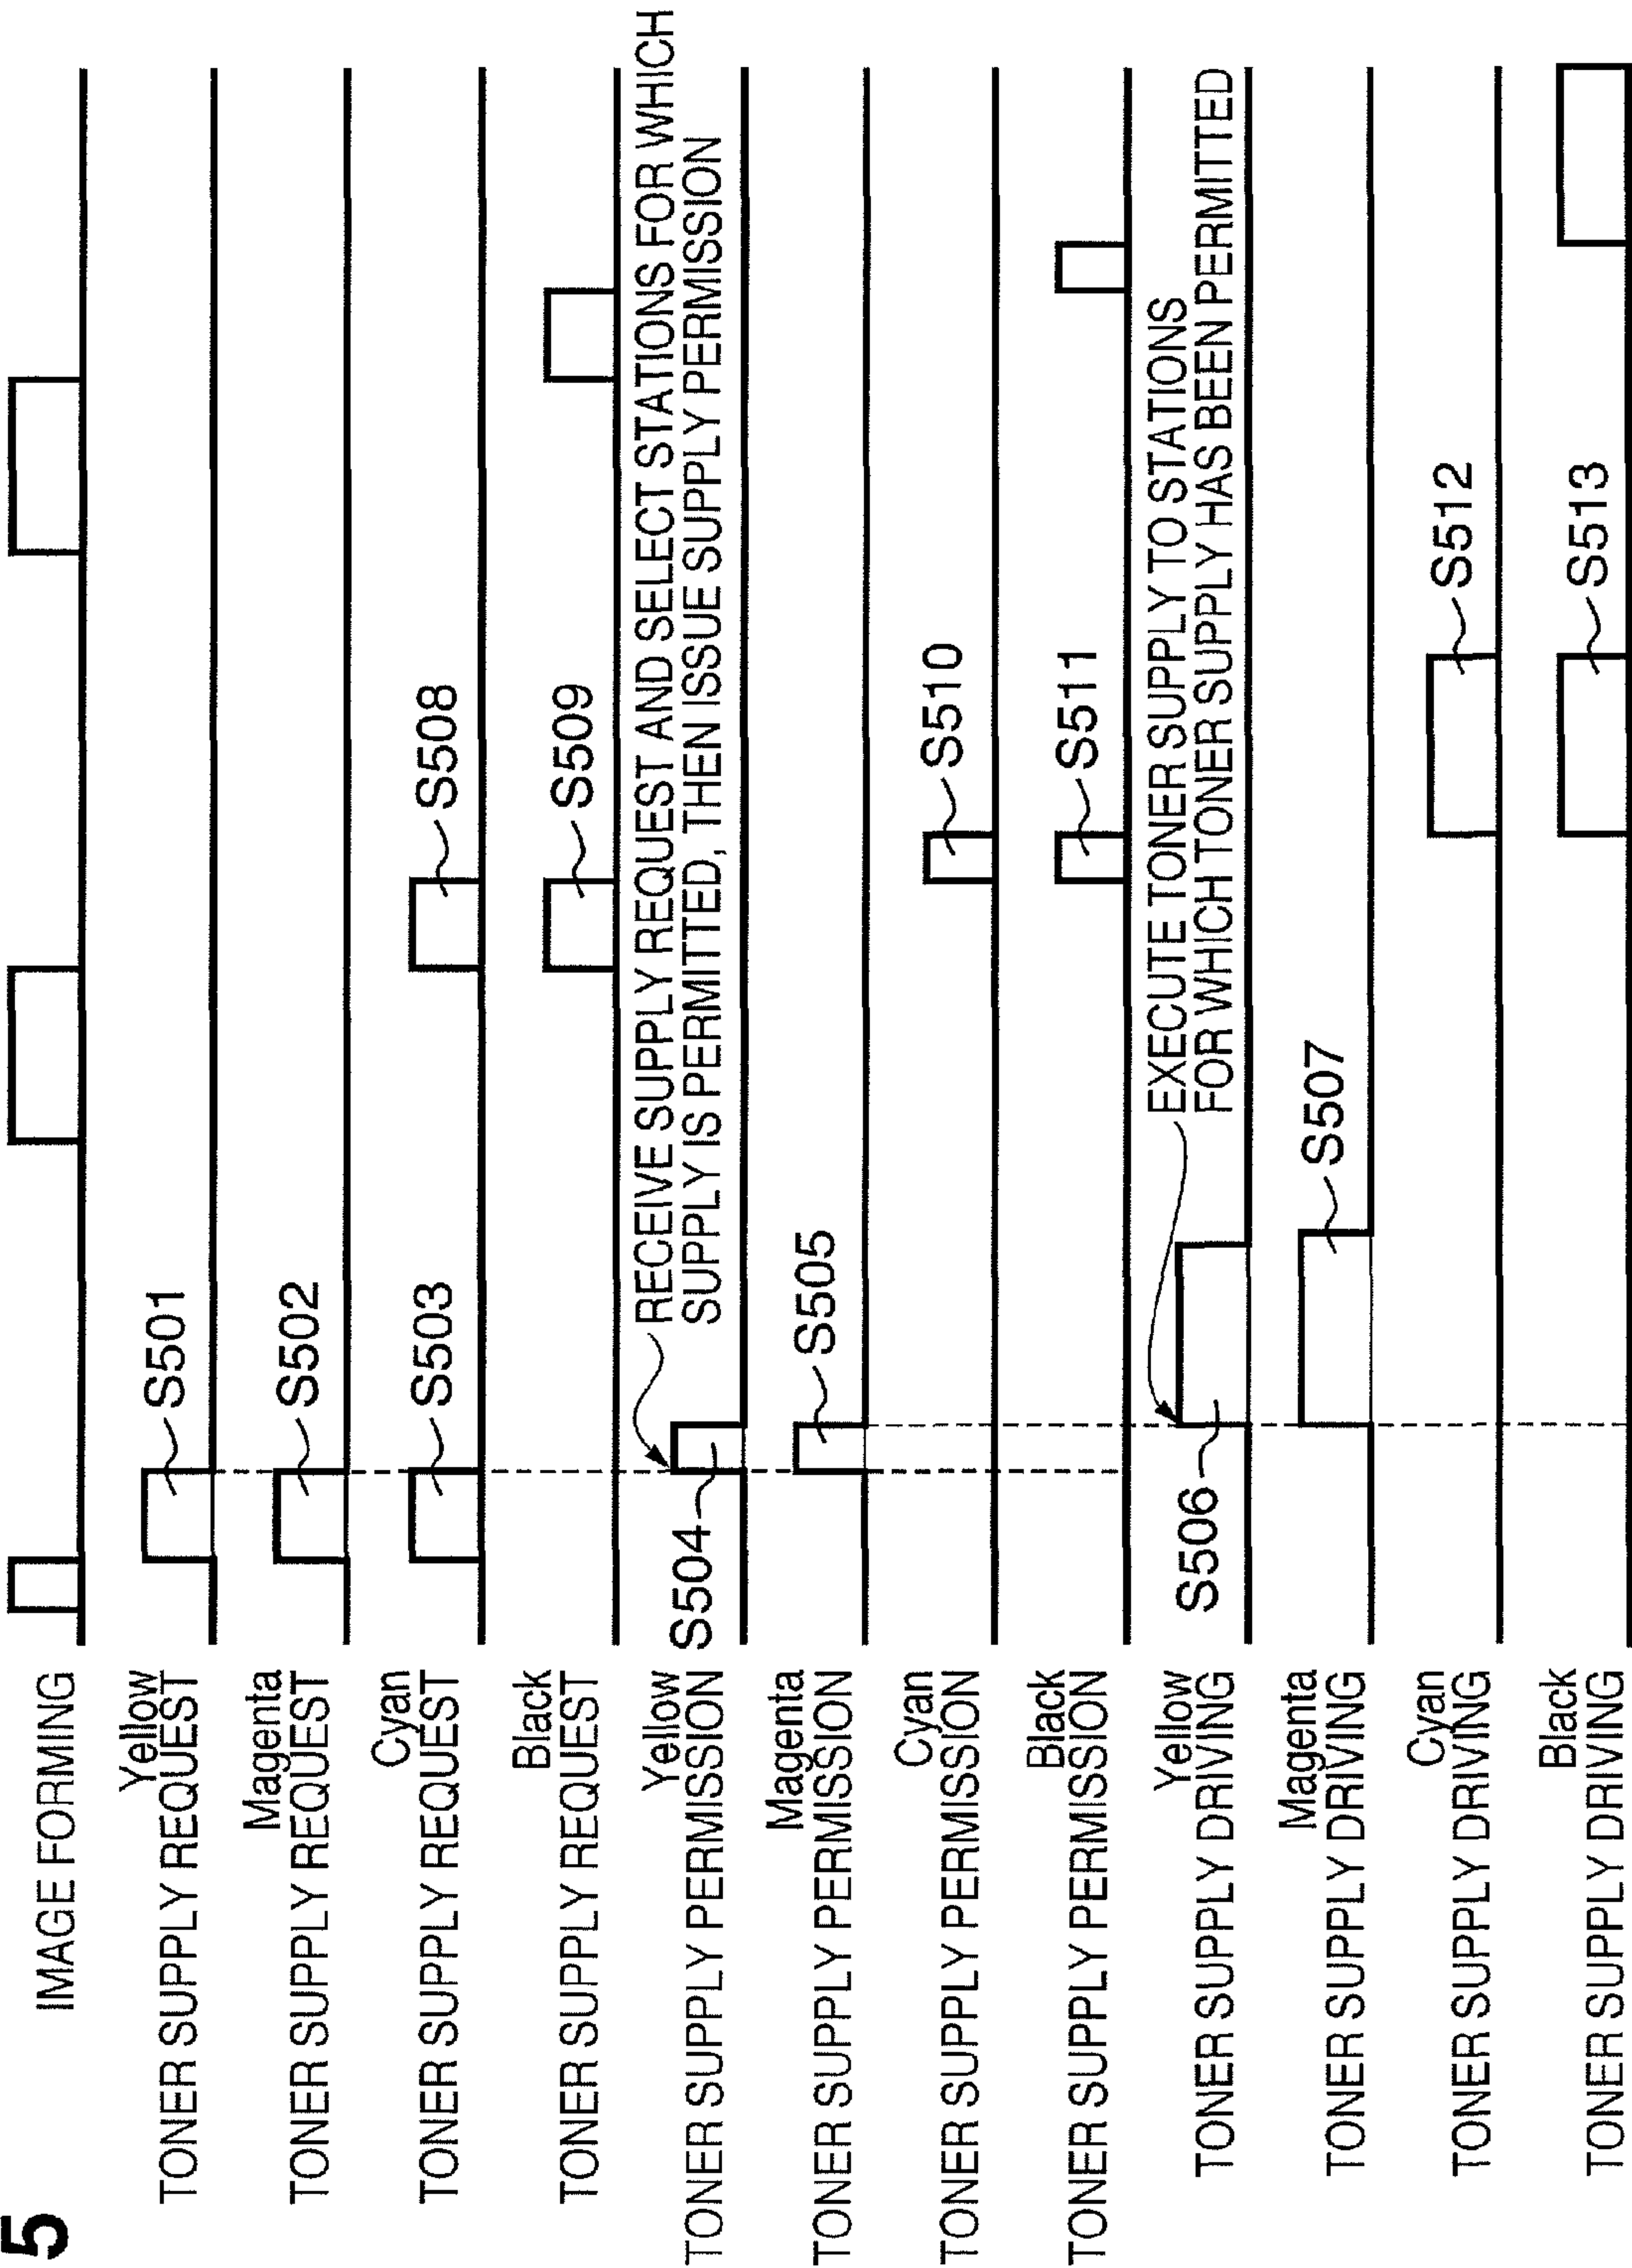 5
IMAGE FORMING
Yellow
TONER SUPPLY REQUEST
S501
Magenta
TONER SUPPLY REQUEST
S502
Cyan
TONER SUPPLY REQUEST
S503
S508
Black
TONER SUPPLY REQUEST
S509
RECEIVE SUPPLY REQUEST AND SELECT STATIONS FOR WHICH
SUPPLY IS PERMITTED, THEN ISSUE SUPPLY PERMISSION
Yellow
TONER SUPPLY PERMISSION
S504
Magenta
TONER SUPPLY PERMISSION
S505
Cyan
TONER SUPPLY PERMISSION
S510
Black
TONER SUPPLY PERMISSION
S511
EXECUTE TONER SUPPLY TO STATIONS
FOR WHICH TONER SUPPLY HAS BEEN PERMITTED
Yellow
TONER SUPPLY DRIVING
S506
Magenta
TONER SUPPLY DRIVING
S507
Cyan
TONER SUPPLY DRIVING
S512
Black
TONER SUPPLY DRIVING
S513